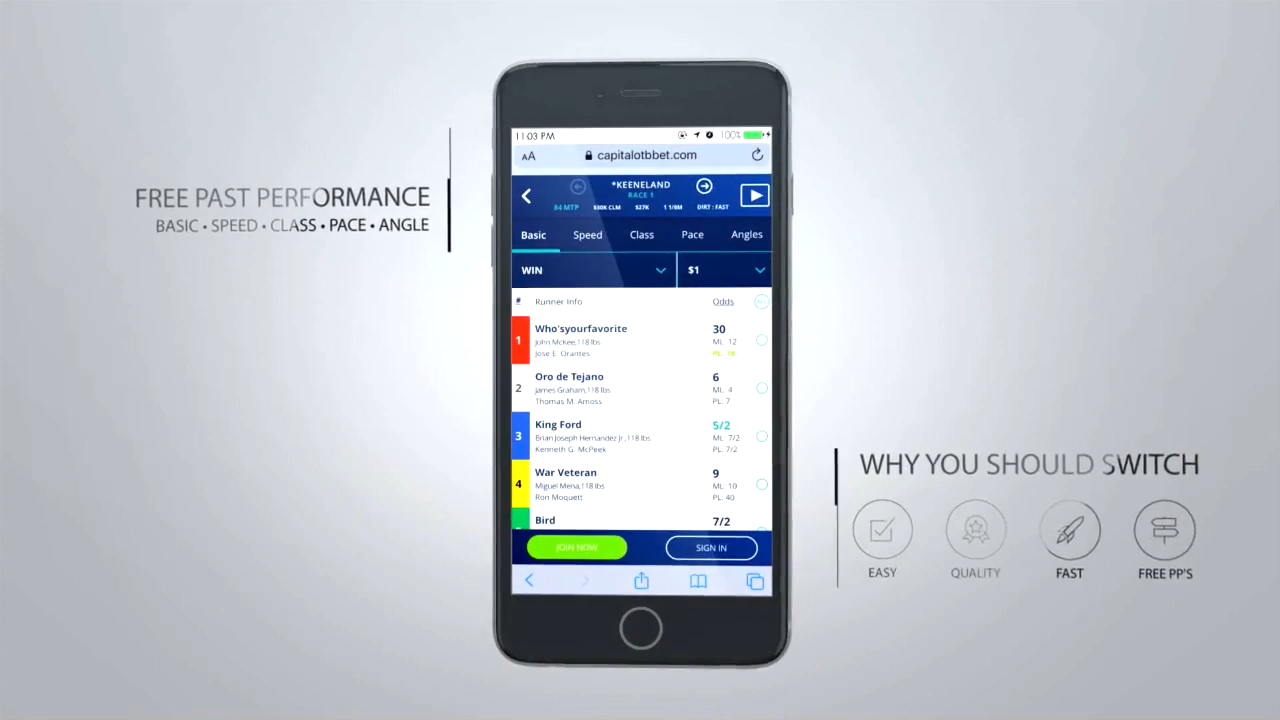 FREE PAST PERFORMANCE
BASIC • SPEED • CLASS • PACE • ANGLE
11:03 PM
100%
AA
capitalotbbet.com
*KEENELAND
RACE 1
84 MTP $30K CLM $27K 1 1/8M DIRT : FAST
Basic Speed Class Pace Angles
WIN $1
# Runner Info Odds
1 Who'syourfavorite 30
John McKee,118 lbs ML: 12
Jose E. Orantes PL:
2 Oro de Tejano 6
James Graham,118 lbs ML: 4
Thomas M. Amoss PL: 7
3 King Ford 5/2
Brian Joseph Hernandez Jr.,118 lbs ML: 7/2
Kenneth G. McPeek PL: 7/2
4 War Veteran 9
Miguel Mena,118 lbs ML: 10
Ron Moquett PL: 40
Bird 7/2
JOIN NOW SIGN IN
WHY YOU SHOULD SWITCH
EASY QUALITY FAST FREE PP'S